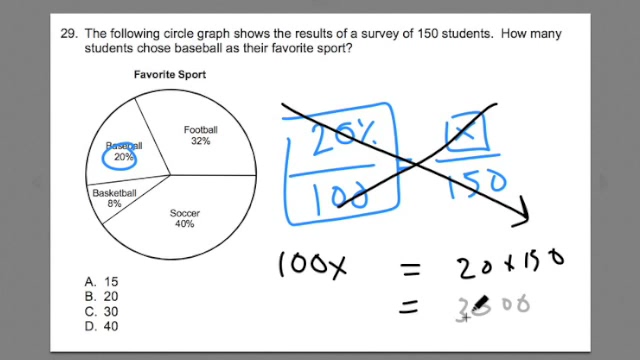 29. The following circle graph shows the results of a survey of 150 students. How many
students chose baseball as their favorite sport?
Favorite Sport
Football
32%
Baseball
20%
Basketball
8%
Soccer
40%
20% = x
100 150
100x = 20 x 150
= 3000
A. 15
B. 20
C. 30
D. 40